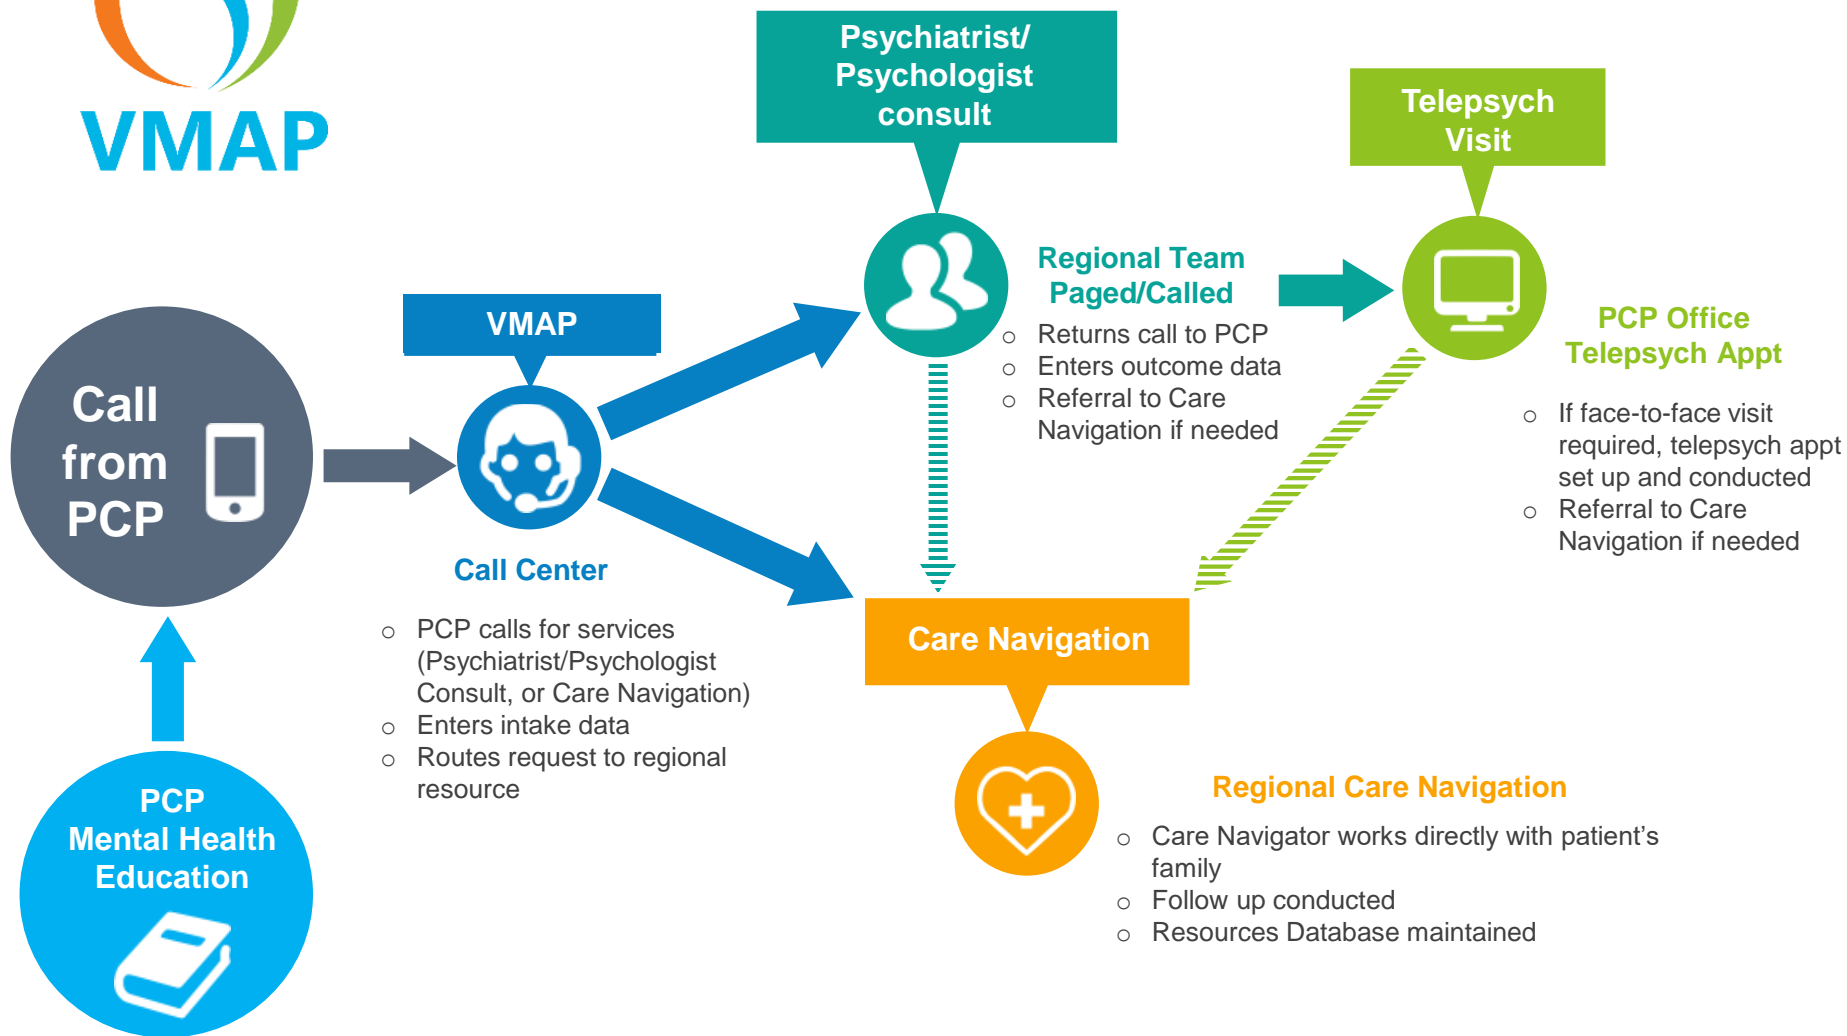 VMAP
Psychiatrist/
Psychologist
consult
Telepsych
Visit
Regional Team
Paged/Called
○ Returns call to PCP
○ Enters outcome data
○ Referral to Care
Navigation if needed
PCP Office
Telepsych Appt
○ If face-to-face visit
required, telepsych appt
set up and conducted
○ Referral to Care
Navigation if needed
VMAP
Call
from
PCP
Call Center
○ PCP calls for services
(Psychiatrist/Psychologist
Consult, or Care Navigation)
○ Enters intake data
○ Routes request to regional
resource
Care Navigation
PCP
Mental Health
Education
Regional Care Navigation
○ Care Navigator works directly with patient’s
family
○ Follow up conducted
○ Resources Database maintained